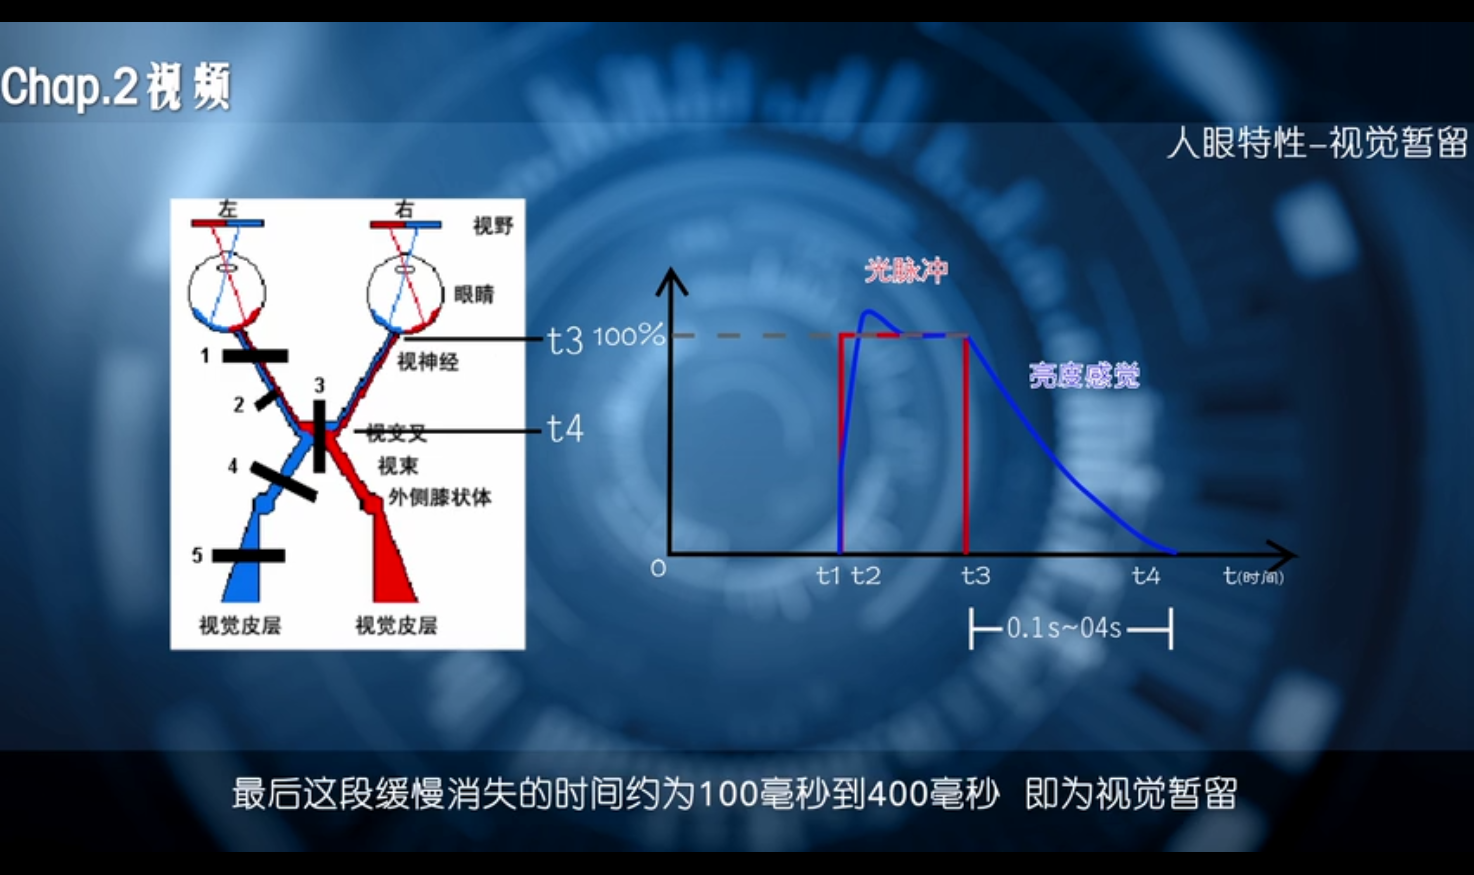 Chap.2视频
人眼特性-视觉暂留
左
右
视野
眼睛
1
t3
视神经
2
3
视交叉
t4
4
视束
外侧膝状体
5
视觉皮层
视觉皮层
光脉冲
100%
亮度感觉
0
t1 t2
t3
t4
t(时间)
0.1s~04s
最后这段缓慢消失的时间约为100毫秒到400毫秒 即为视觉暂留